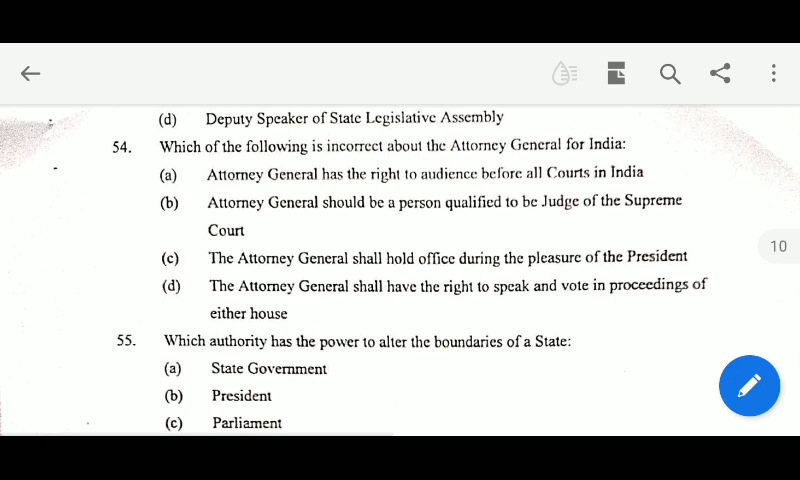 (d) Deputy Speaker of State Legislative Assembly
54. Which of the following is incorrect about the Attorney General for India:
(a) Attorney General has the right to audience before all Courts in India
(b) Attorney General should be a person qualified to be Judge of the Supreme
Court
(c) The Attorney General shall hold office during the pleasure of the President
(d) The Attorney General shall have the right to speak and vote in proceedings of
either house
10
55. Which authority has the power to alter the boundaries of a State:
(a) State Government
(b) President
(c) Parliament